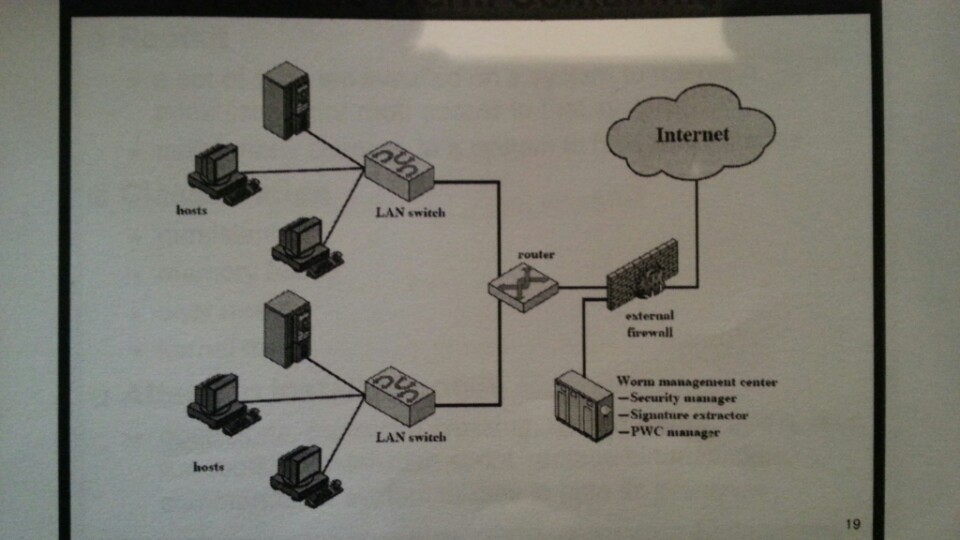 Internet
hosts
LAN switch
router
external
firewall
Worm management center
—Security manager
—Signature extractor
—PWC manager
LAN switch
hosts
19